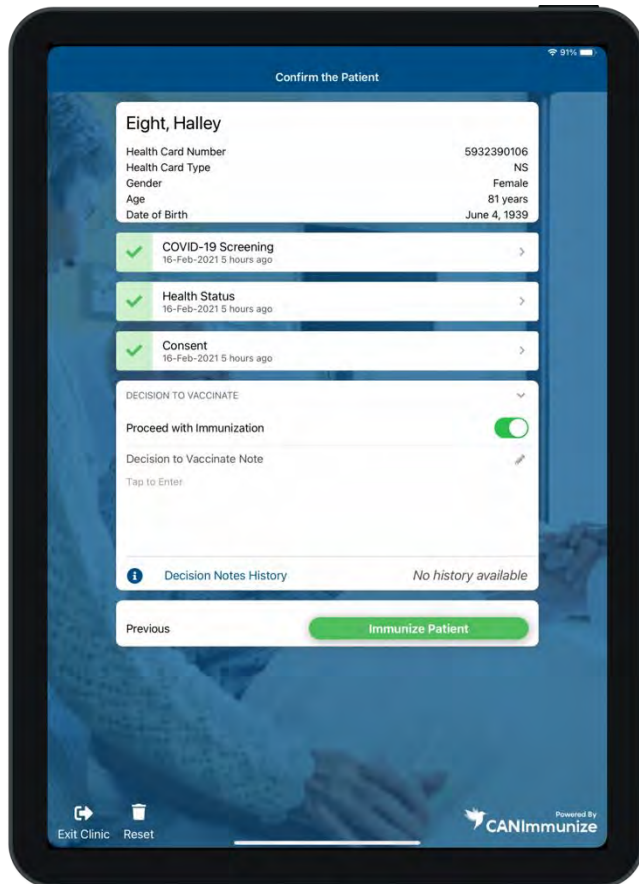 91%
Confirm the Patient
Eight, Halley
Health Card Number 5932390106
Health Card Type NS
Gender Female
Age 81 years
Date of Birth June 4, 1939
COVID-19 Screening
16-Feb-2021 5 hours ago
Health Status
16-Feb-2021 5 hours ago
Consent
16-Feb-2021 5 hours ago
DECISION TO VACCINATE
Proceed with Immunization
Decision to Vaccinate Note
Tap to Enter
Decision Notes History No history available
Previous Immunize Patient
Powered By
CANImmunize
Exit Clinic Reset